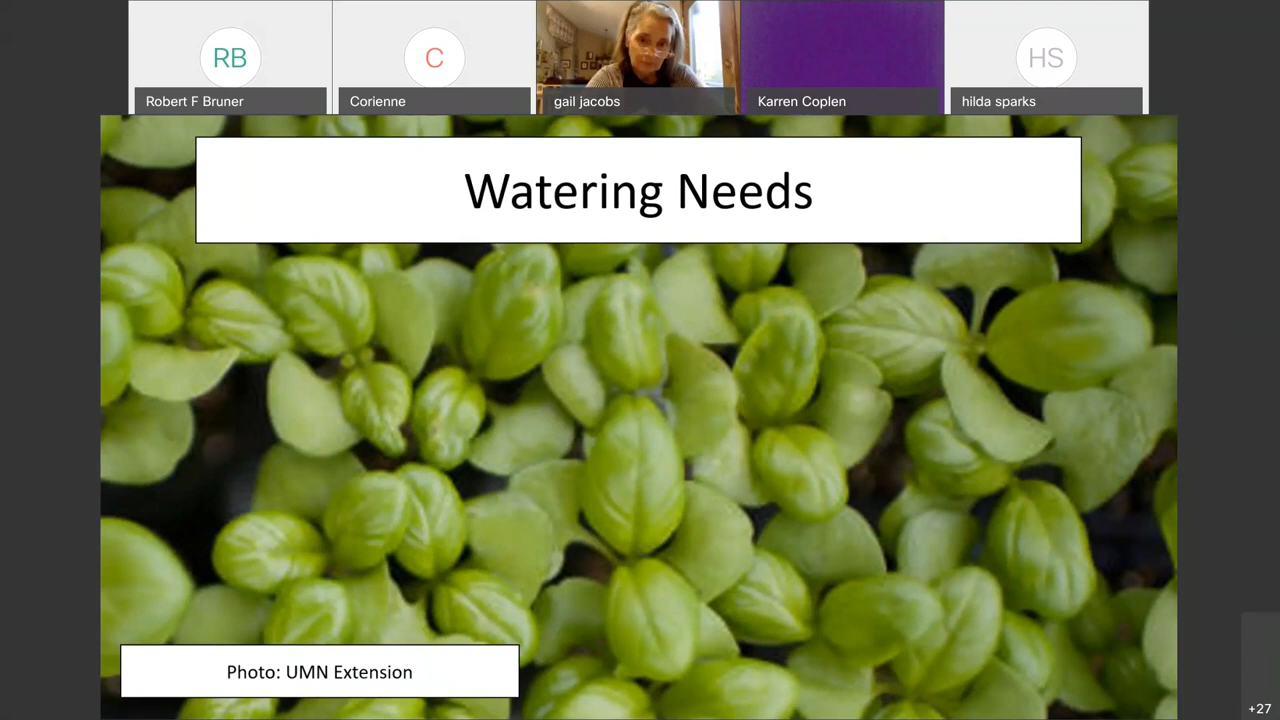 RB
C
HS
Robert F Bruner
Corienne
gail jacobs
Karren Coplen
hilda sparks
Watering Needs
Photo: UMN Extension
+27